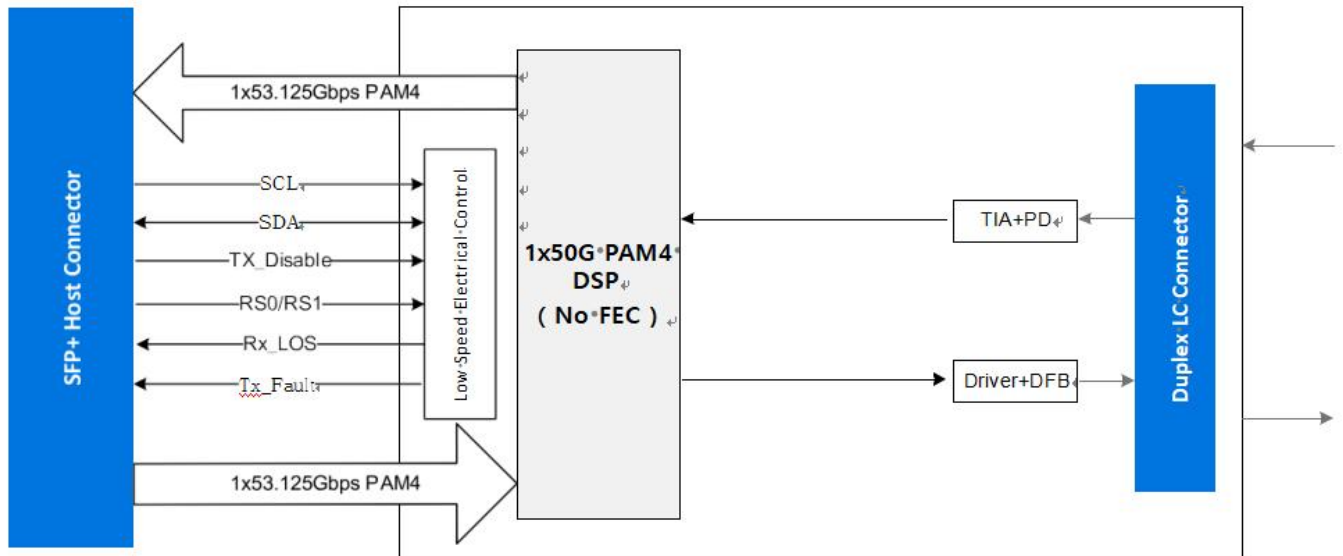 SFP+ Host Connector
1x53.125Gbps PAM4
SCL
SDA
TX_Disable
RS0/RS1
Rx_LOS
Tx_Fault
1x53.125Gbps PAM4
Low·Speed·Electrical·Control
1x50G·PAM4·
DSP
( No·FEC )
TIA+PD
Driver+DFB
Duplex·LC·Connector